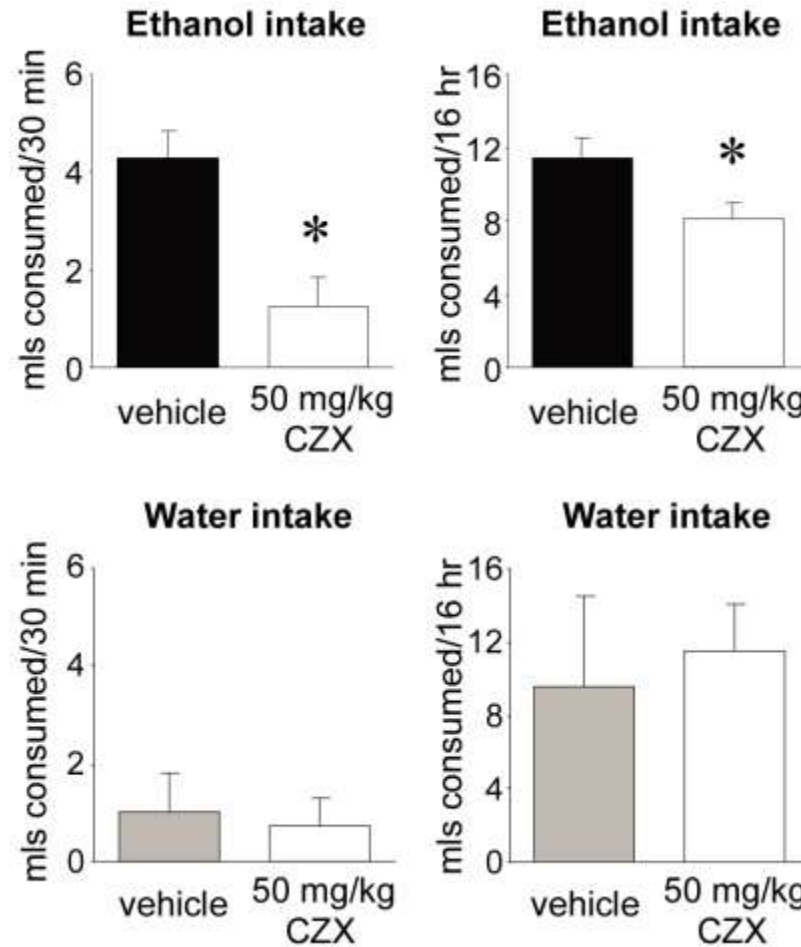 Ethanol intake
mls consumed/30 min
6
4
2
0
*
vehicle
50 mg/kg
CZX
Ethanol intake
mls consumed/16 hr
16
12
8
4
0
*
vehicle
50 mg/kg
CZX
Water intake
mls consumed/30 min
6
4
2
0
vehicle
50 mg/kg
CZX
Water intake
mls consumed/16 hr
16
12
8
4
0
vehicle
50 mg/kg
CZX